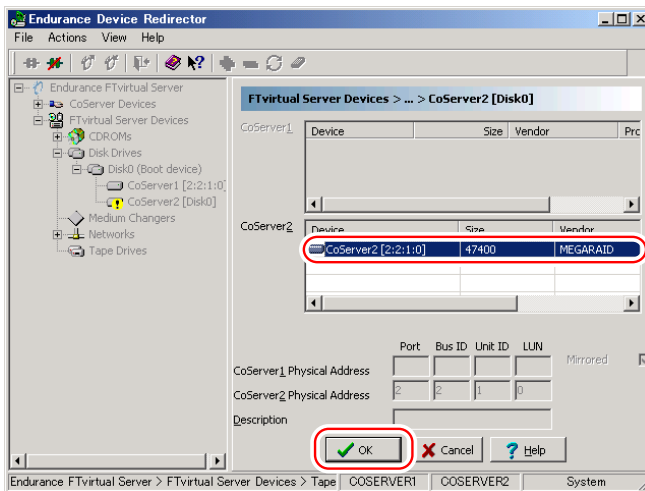 Endurance Device Redirector
File Actions View Help
Endurance FTvirtual Server
CoServer Devices
FTvirtual Server Devices
CDROMs
Disk Drives
Disk0 (Boot device)
CoServer1 [2:2:1:0]
CoServer2 [Disk0]
Medium Changers
Networks
Tape Drives
FTvirtual Server Devices > ... > CoServer2 [Disk0]
CoServer1
Device Size Vendor Prc
CoServer2
Device Size Vendor
CoServer2 [2:2:1:0] 47400 MEGARAID
Port Bus ID Unit ID LUN
Mirrored
CoServer1 Physical Address
CoServer2 Physical Address 2 2 1 0
Description
OK Cancel Help
Endurance FTvirtual Server > FTvirtual Server Devices > Tape COSERVER1 COSERVER2 System